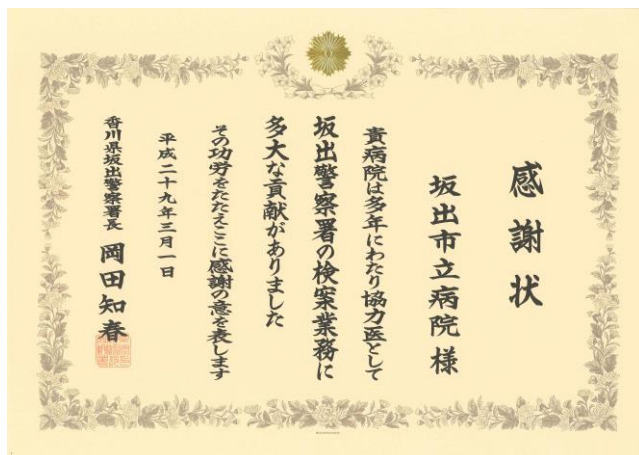 感謝状
坂出市立病院 様
貴病院は多年にわたり協力医として
坂出警察署の検案業務に
多大な貢献がありました
その功労をたたえここに感謝の意を表します
平成二十九年三月一日
香川県坂出警察署長 岡田知春